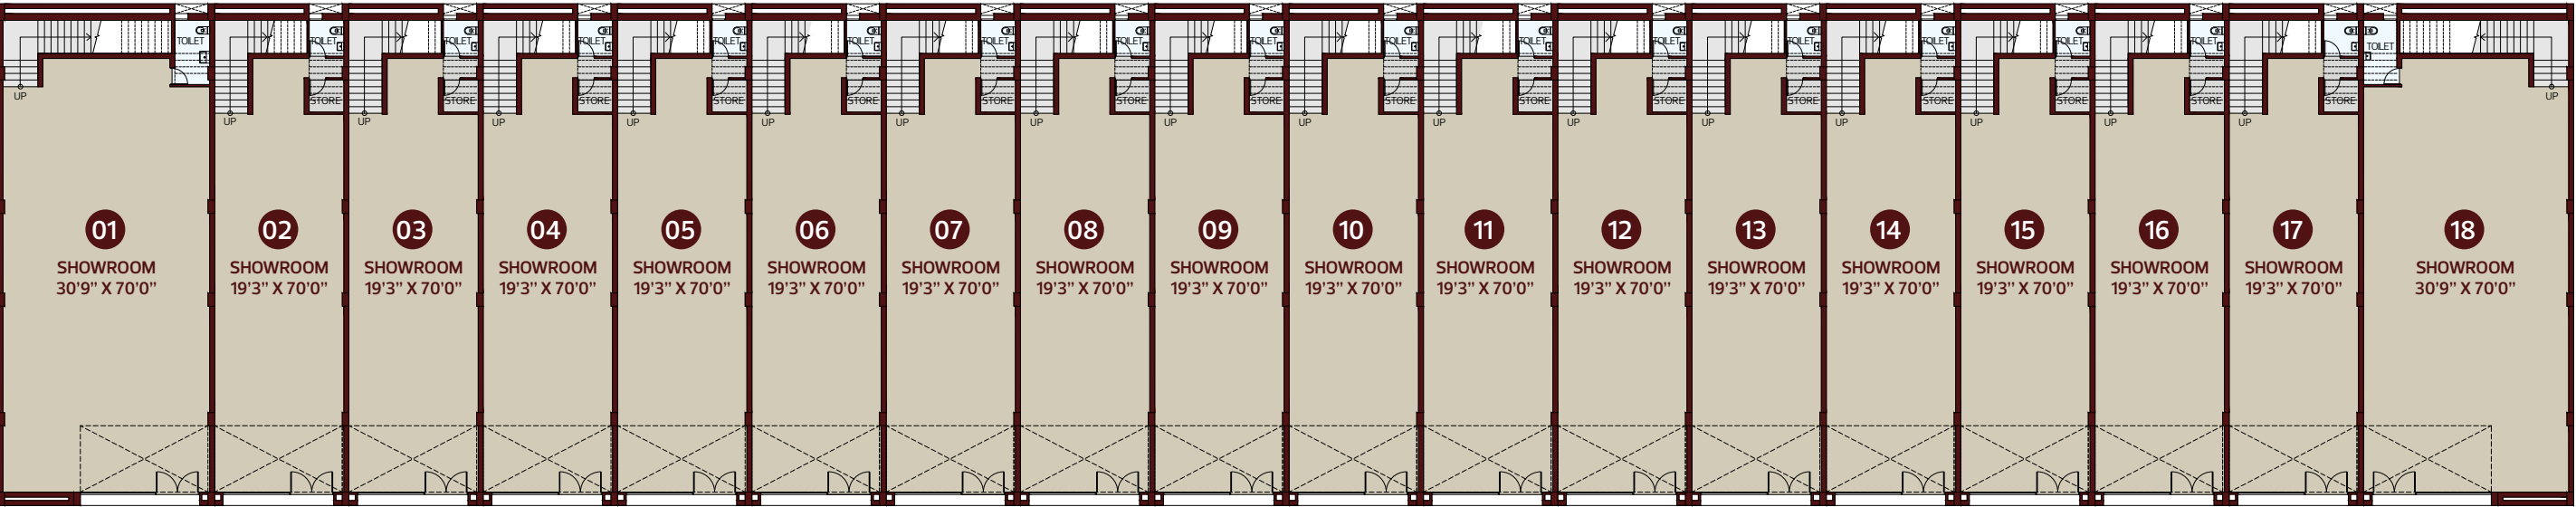 TOILET
UP
01
SHOWROOM
30'9" X 70'0"
TOILET
STORE
UP
02
SHOWROOM
19'3" X 70'0"
TOILET
STORE
UP
03
SHOWROOM
19'3" X 70'0"
TOILET
STORE
UP
04
SHOWROOM
19'3" X 70'0"
TOILET
STORE
UP
05
SHOWROOM
19'3" X 70'0"
TOILET
STORE
UP
06
SHOWROOM
19'3" X 70'0"
TOILET
STORE
UP
07
SHOWROOM
19'3" X 70'0"
TOILET
STORE
UP
08
SHOWROOM
19'3" X 70'0"
TOILET
STORE
UP
09
SHOWROOM
19'3" X 70'0"
TOILET
STORE
UP
10
SHOWROOM
19'3" X 70'0"
TOILET
STORE
UP
11
SHOWROOM
19'3" X 70'0"
TOILET
STORE
UP
12
SHOWROOM
19'3" X 70'0"
TOILET
STORE
UP
13
SHOWROOM
19'3" X 70'0"
TOILET
STORE
UP
14
SHOWROOM
19'3" X 70'0"
TOILET
STORE
UP
15
SHOWROOM
19'3" X 70'0"
TOILET
STORE
UP
16
SHOWROOM
19'3" X 70'0"
TOILET
STORE
UP
17
SHOWROOM
19'3" X 70'0"
TOILET
UP
18
SHOWROOM
30'9" X 70'0"